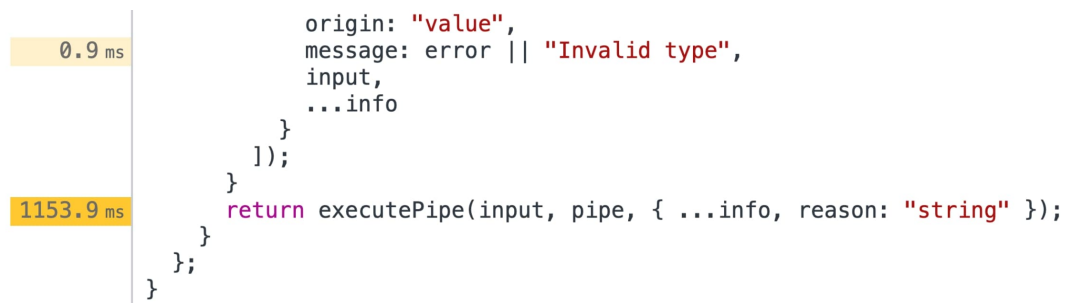 origin: "value",
0.9 ms message: error || "Invalid type",
input,
...info
}
]);
}
1153.9 ms return executePipe(input, pipe, { ...info, reason: "string" });
}
};
}